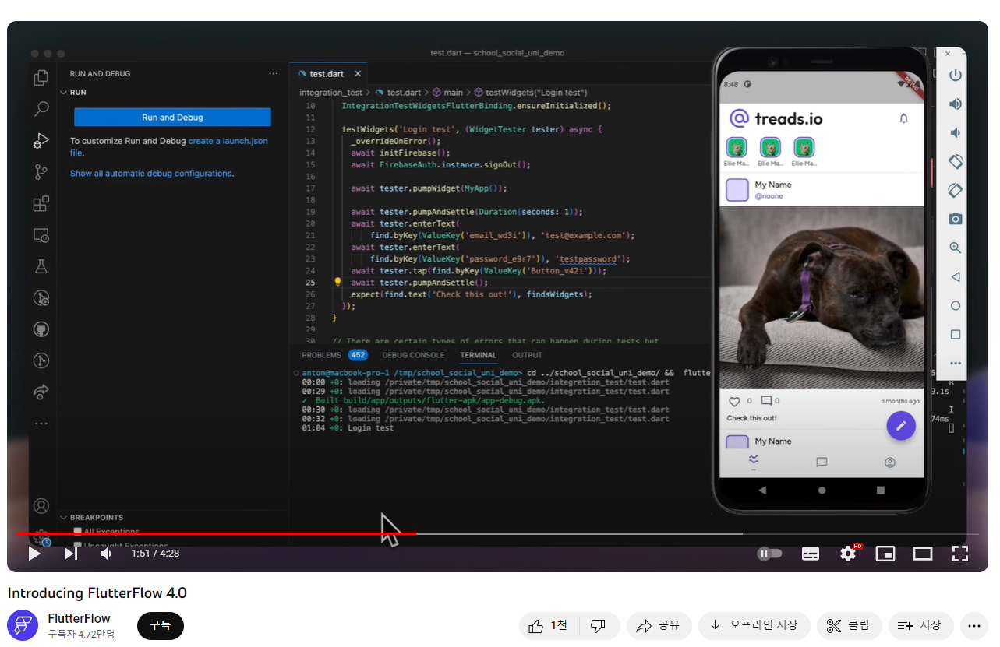 test.dart — school_social_uni_demo
RUN AND DEBUG
RUN
Run and Debug
To customize Run and Debug create a launch.json
file.
Show all automatic debug configurations.
BREAKPOINTS
All Exceptions
Uncaught Exceptions
test.dart
integration_test > test.dart > main > testWidgets("Login test")
10 IntegrationTestWidgetsFlutterBinding.ensureInitialized();
11
12 testWidgets('Login test', (WidgetTester tester) async {
13 _overrideOnError();
14 await initFirebase();
15 await FirebaseAuth.instance.signOut();
16
17 await tester.pumpWidget(MyApp());
18
19 await tester.pumpAndSettle(Duration(seconds: 1));
20 await tester.enterText(
21 find.byKey(ValueKey('email_wd3i')), 'test@example.com');
22 await tester.enterText(
23 find.byKey(ValueKey('password_e9r7')), 'testpassword');
24 await tester.tap(find.byKey(ValueKey('Button_v42i')));
25 await tester.pumpAndSettle();
26 expect(find.text('Check this out!'), findsWidgets);
27 });
28 }
29
30 // There are certain types of errors that can happen during tests but
PROBLEMS 452 DEBUG CONSOLE TERMINAL OUTPUT
anton@macbook-pro-1 /tmp/school_social_uni_demo> cd ../school_social_uni_demo/ && flutte
00:00 +0: loading /private/tmp/school_social_uni_demo/integration_test/test.dart
00:29 +0: loading /private/tmp/school_social_uni_demo/integration_test/test.dart
✓ Built build/app/outputs/flutter-apk/app-debug.apk.
00:30 +0: loading /private/tmp/school_social_uni_demo/integration_test/test.dart
00:32 +0: loading /private/tmp/school_social_uni_demo/integration_test/test.dart
01:04 +0: Login test
9.1s
74ms
8:48
DEBUG
treads.io
Ellie Ma... Ellie Ma... Ellie Ma...
My Name
@noone
0 0 3 months ago
Check this out!
My Name
1:51 / 4:28
HD
Introducing FlutterFlow 4.0
FlutterFlow
구독자 4.72만명
구독
1천
공유
오프라인 저장
클립
저장